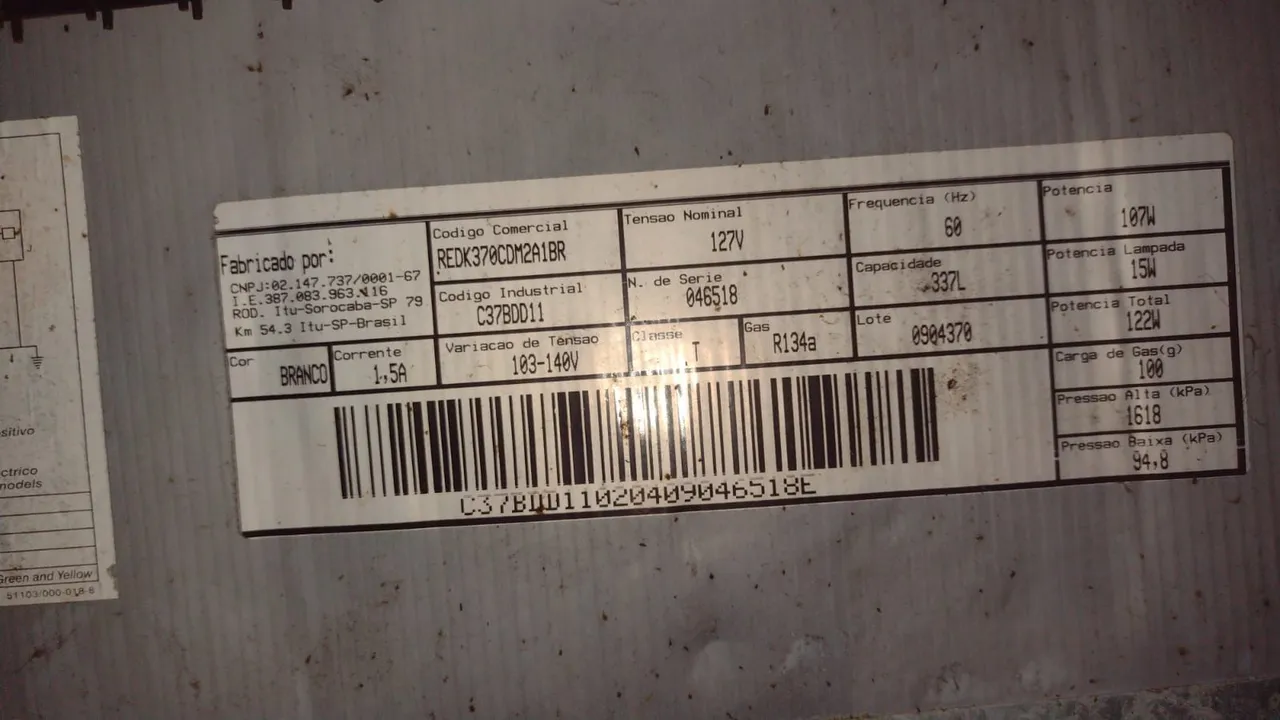 Fabricado por:
CNPJ:02.147.737/0001-67
I.E.387.083.963.116
ROD. Itu-Sorocaba-SP 79
Km 54.3 Itu-SP-Brasil
Cor
BRANCO
Corrente
1,5A
Codigo Comercial
REDK370CDM2A1BR
Codigo Industrial
C37BDD11
Variacao de Tensao
103-140V
Tensao Nominal
127V
N. de Serie
046518
Classe
T
Gas
R134a
Frequencia (Hz)
60
Capacidade
337L
Lote
0904370
Potencia
107W
Potencia Lampada
15W
Potencia Total
122W
Carga de Gas(g)
100
Pressao Alta (kPa)
1618
Pressao Baixa (kPa)
94,8
C37BDD11020409046518E
sitivo
ctrico
models
Green and Yellow